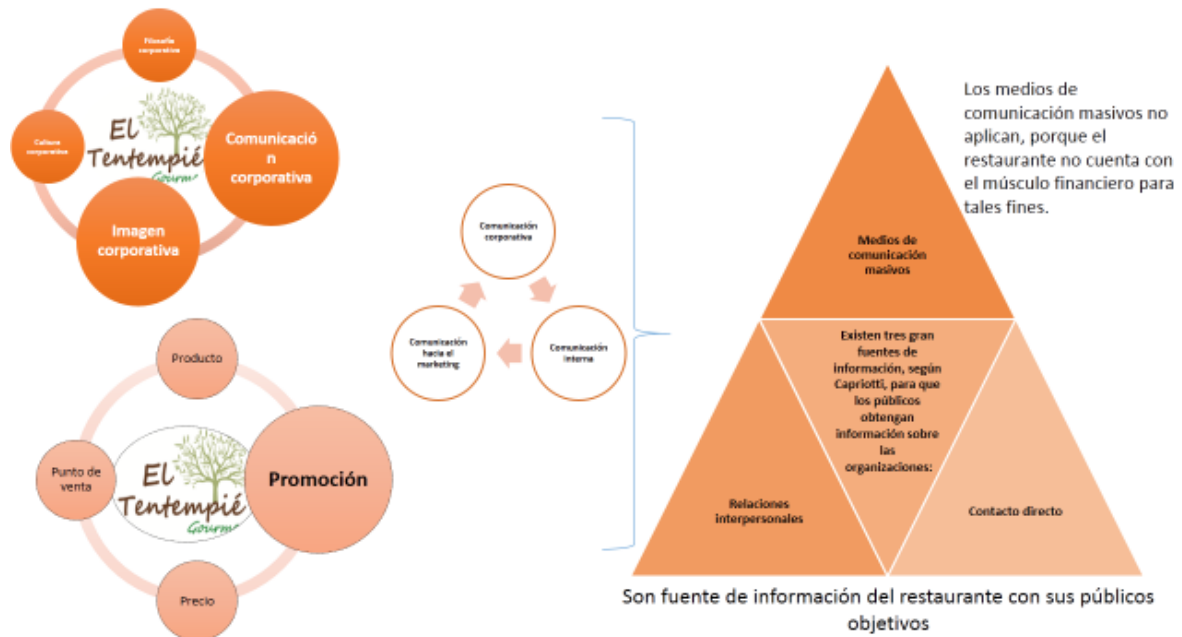 Filosofía
corporativa
Cultura
corporativa
El
Tentempié
Gourm
Comunicació
n
corporativa
Imagen
corporativa
Producto
Punto de
venta
El
Tentempié
Gourme
Promoción
Precio
Comunicación
corporativa
Comunicación
hacia el
marketing
Comunicación
interna
Los medios de
comunicación masivos no
aplican, porque el
restaurante no cuenta con
el músculo financiero para
tales fines.
Medios de
comunicación
masivos
Existen tres gran
fuentes de
información, según
Capriotti, para que
los públicos
obtengan
información sobre
las
organizaciones:
Relaciones
interpersonales
Contacto directo
Son fuente de información del restaurante con sus públicos
objetivos